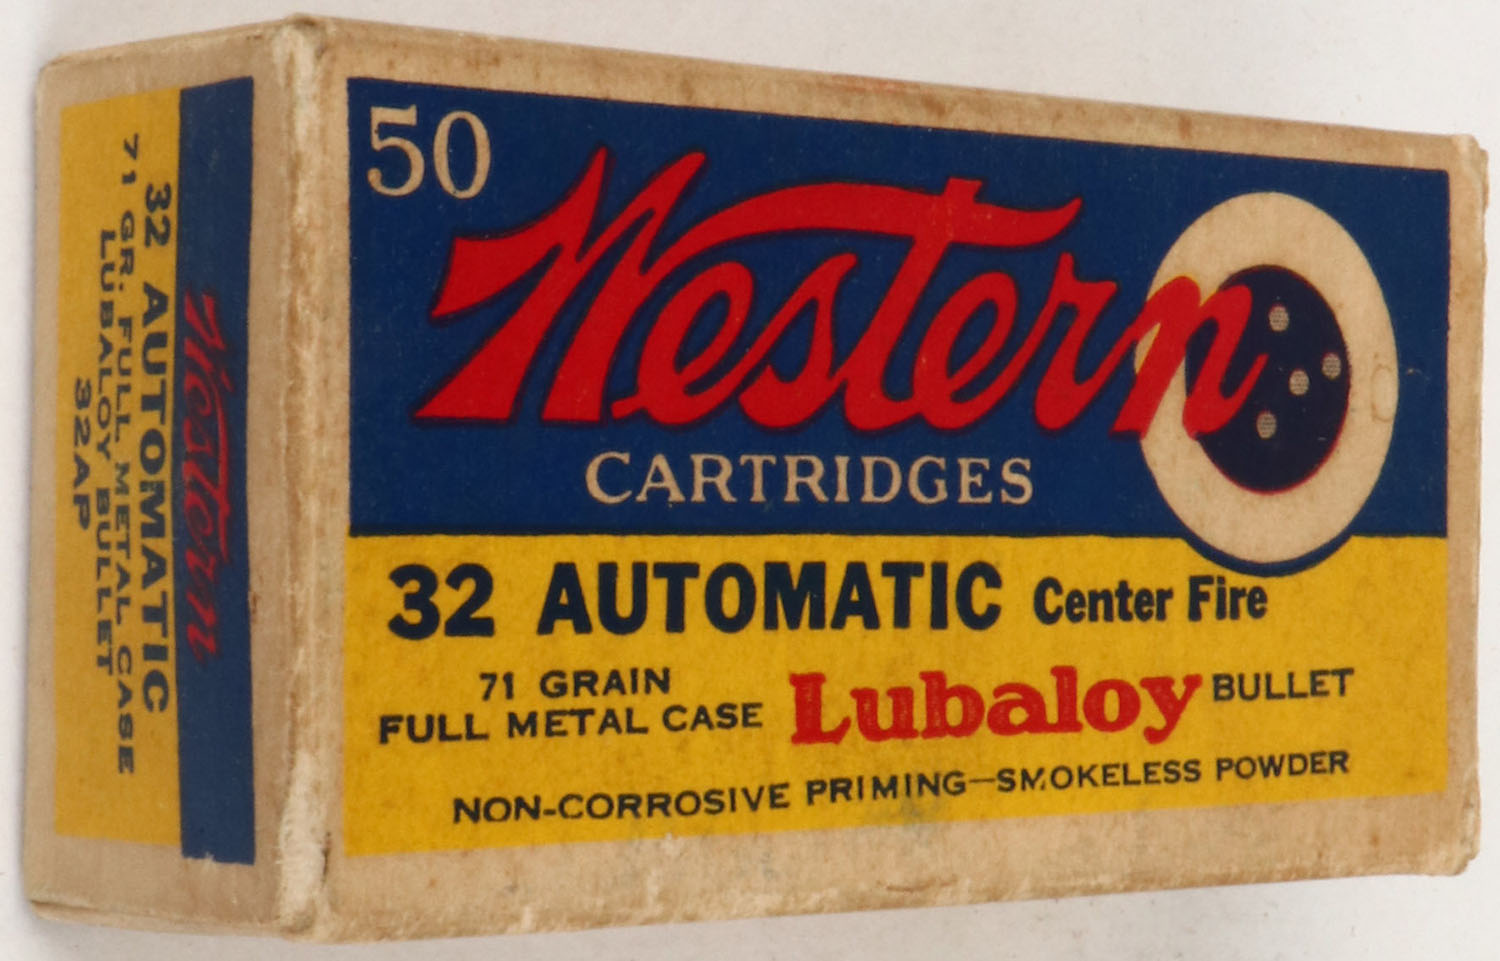 50
Western
CARTRIDGES
32 AUTOMATIC Center Fire
71 GRAIN
FULL METAL CASE Lubaloy BULLET
NON-CORROSIVE PRIMING—SMOKELESS POWDER
Western
32 AUTOMATIC
71 GR. FULL METAL CASE
LUBALOY BULLET
32AP